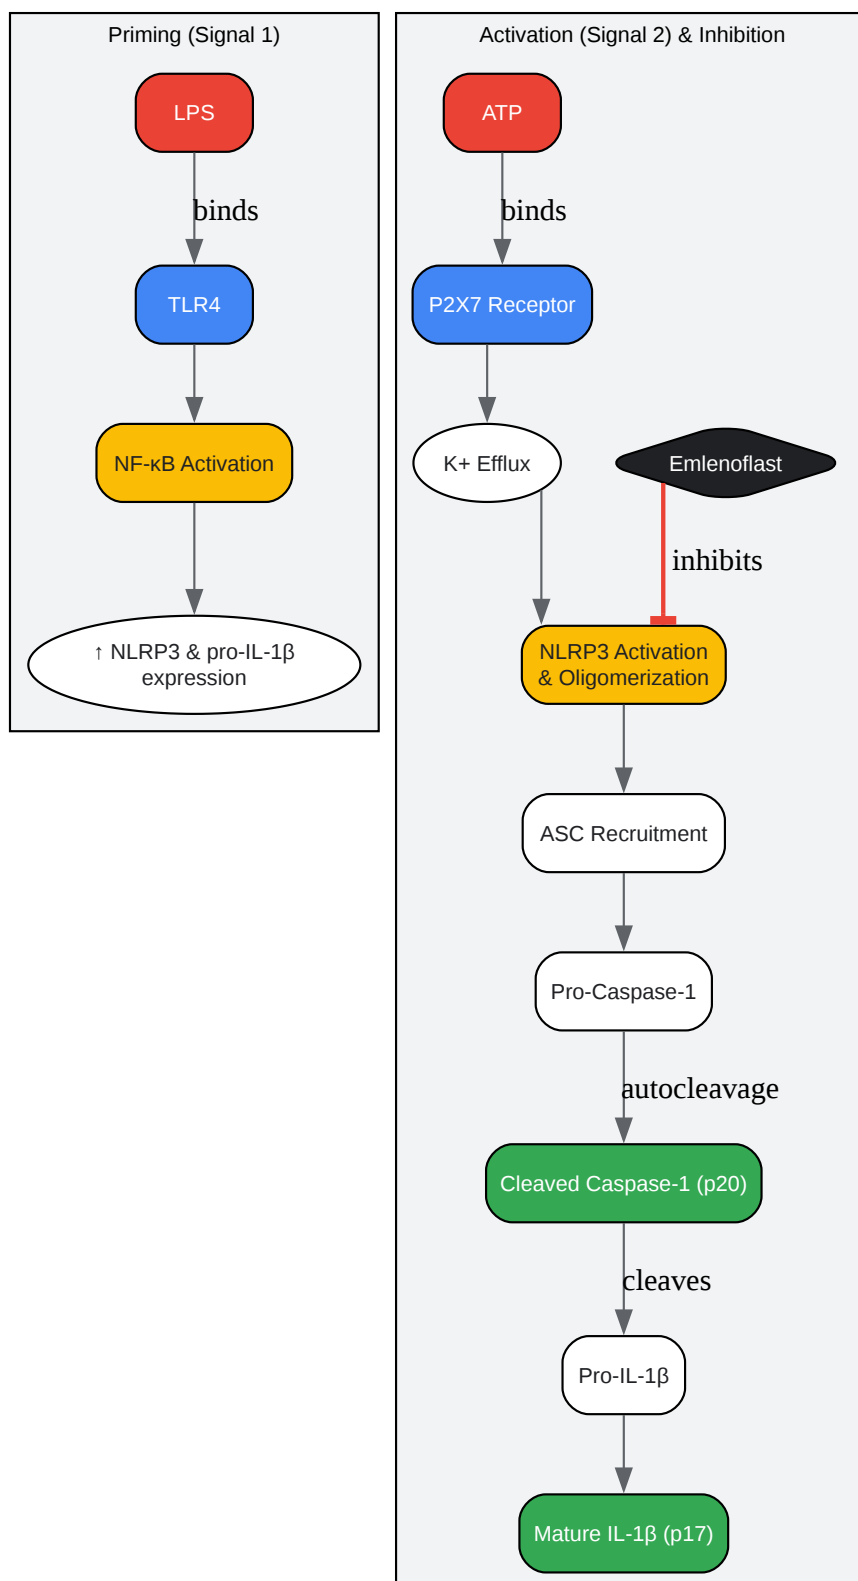 Priming (Signal 1)
LPS
binds
TLR4
NF-κB Activation
↑ NLRP3 & pro-IL-1β
expression
Activation (Signal 2) & Inhibition
ATP
binds
P2X7 Receptor
K+ Efflux
Emlenoflast
inhibits
NLRP3 Activation
& Oligomerization
ASC Recruitment
Pro-Caspase-1
autocleavage
Cleaved Caspase-1 (p20)
cleaves
Pro-IL-1β
Mature IL-1β (p17)